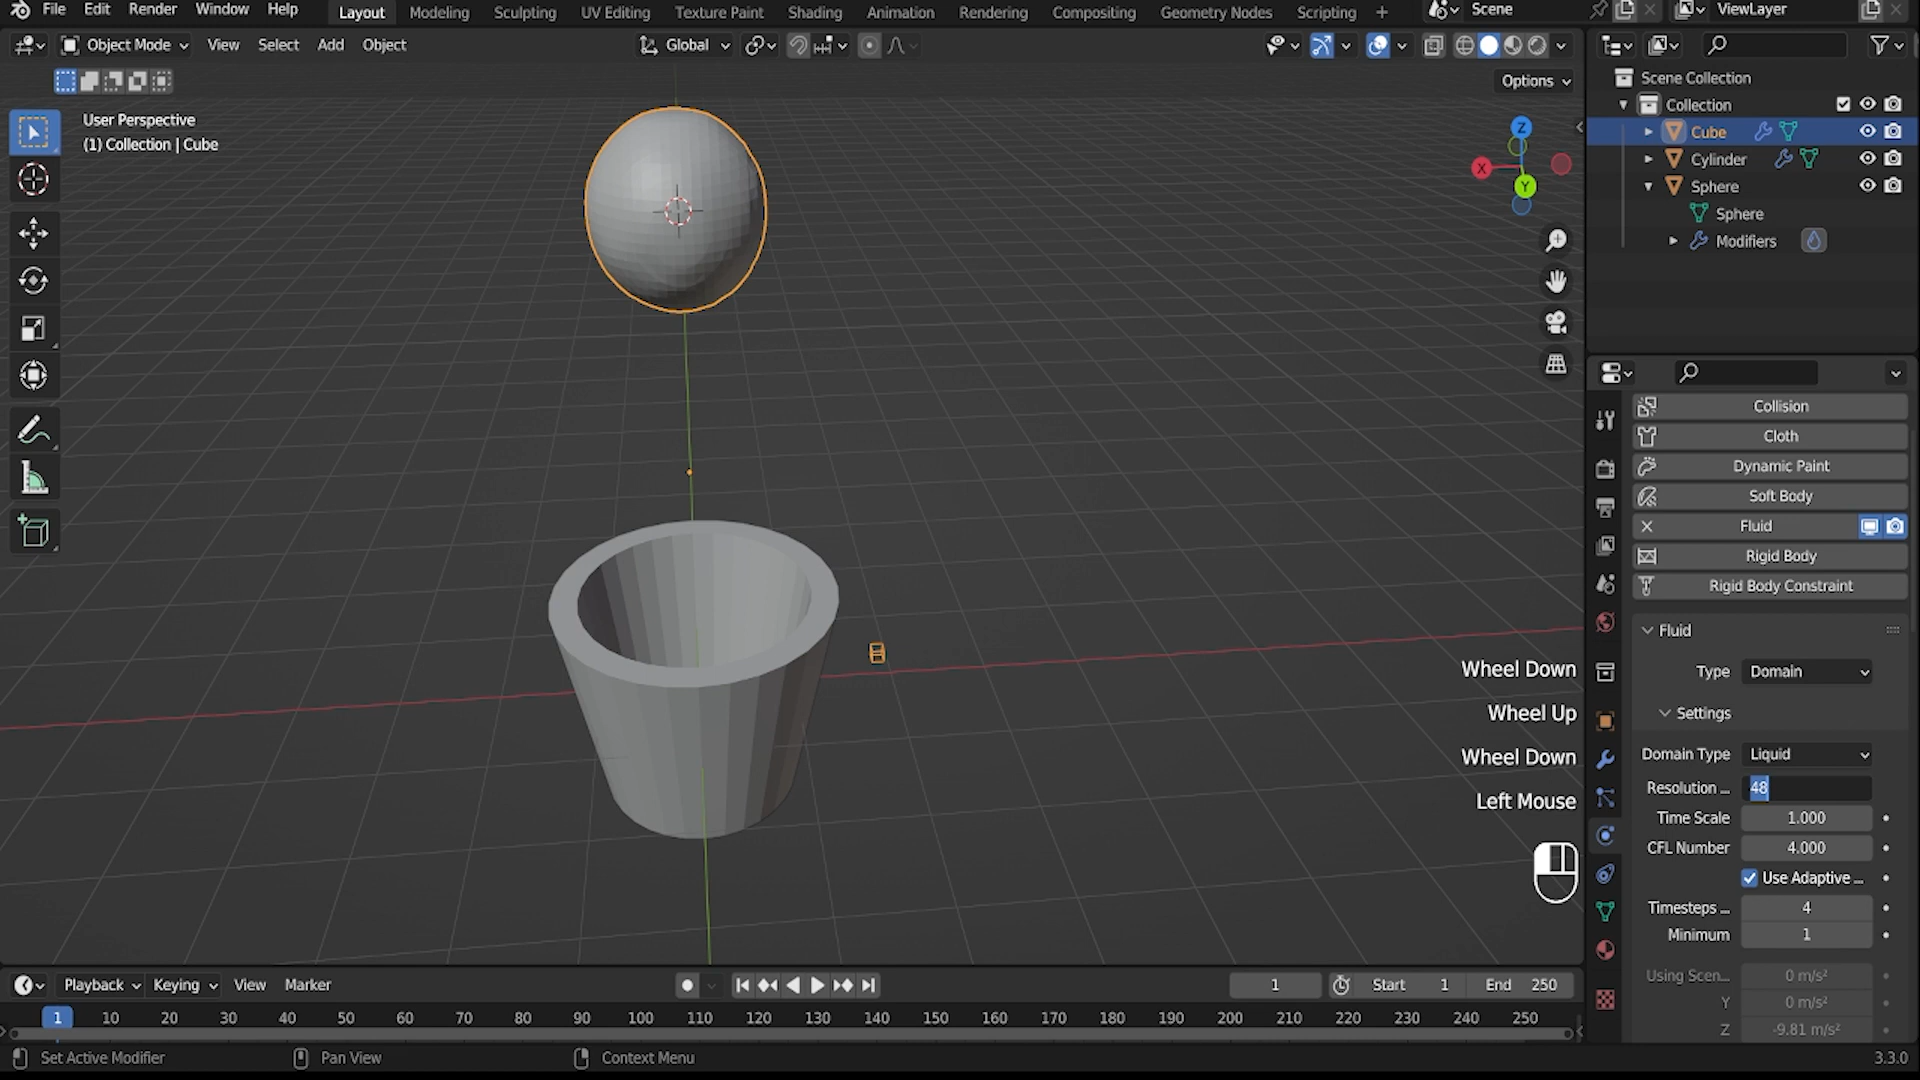 File Edit Render Window Help Layout Modeling Sculpting UV Editing Texture Paint Shading Animation Rendering Compositing Geometry Nodes Scripting + Scene ViewLayer
Object Mode View Select Add Object Global
Options
User Perspective
(1) Collection | Cube
Z
X
Y
Scene Collection
Collection
Cube
Cylinder
Sphere
Sphere
Modifiers
Collision
Cloth
Dynamic Paint
Soft Body
Fluid
Rigid Body
Rigid Body Constraint
Fluid
Type Domain
Settings
Domain Type Liquid
Resolution ... 48
Time Scale 1.000
CFL Number 4.000
Use Adaptive ...
Timesteps ... 4
Minimum 1
Using Scen... 0 m/s²
Y 0 m/s²
Z -9.81 m/s²
Wheel Down
Wheel Up
Wheel Down
Left Mouse
Playback Keying View Marker 1 Start 1 End 250
1 10 20 30 40 50 60 70 80 90 100 110 120 130 140 150 160 170 180 190 200 210 220 230 240 250
Set Active Modifier Pan View Context Menu 3.3.0